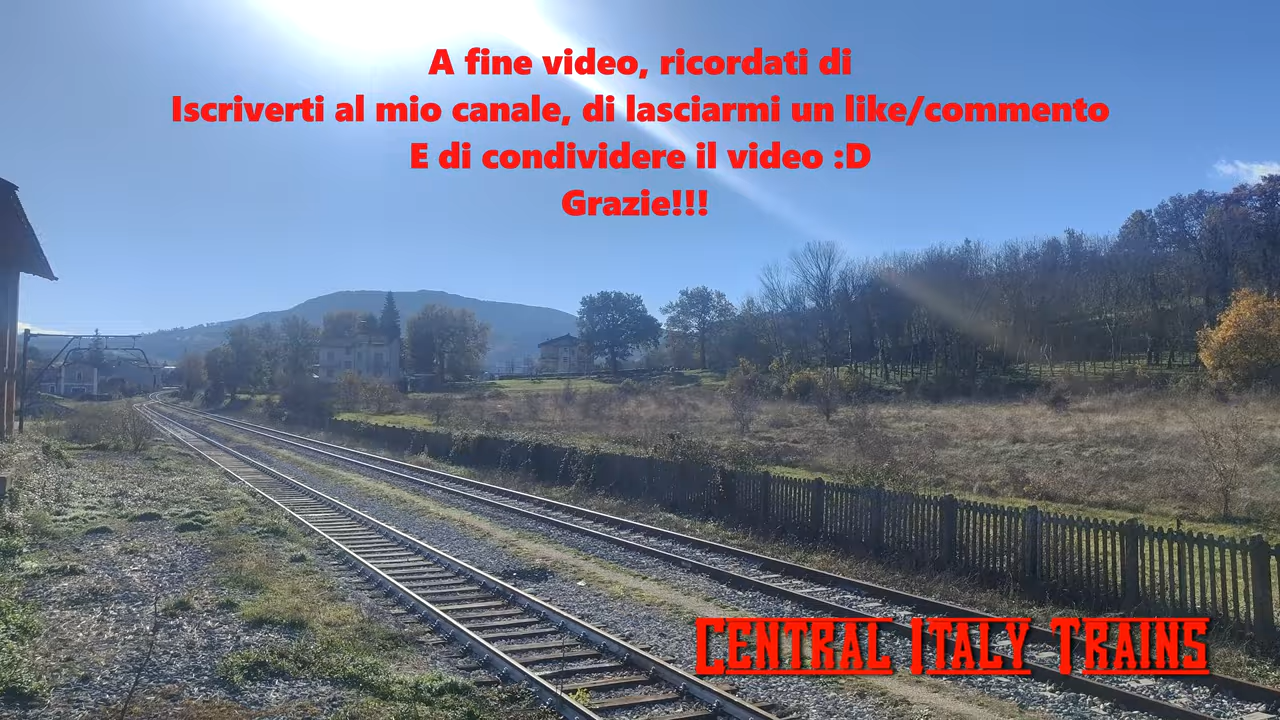 A fine video, ricordati di
Iscriverti al mio canale, di lasciarmi un like/commento
E di condividere il video :D
Grazie!!!
Central Italy Trains